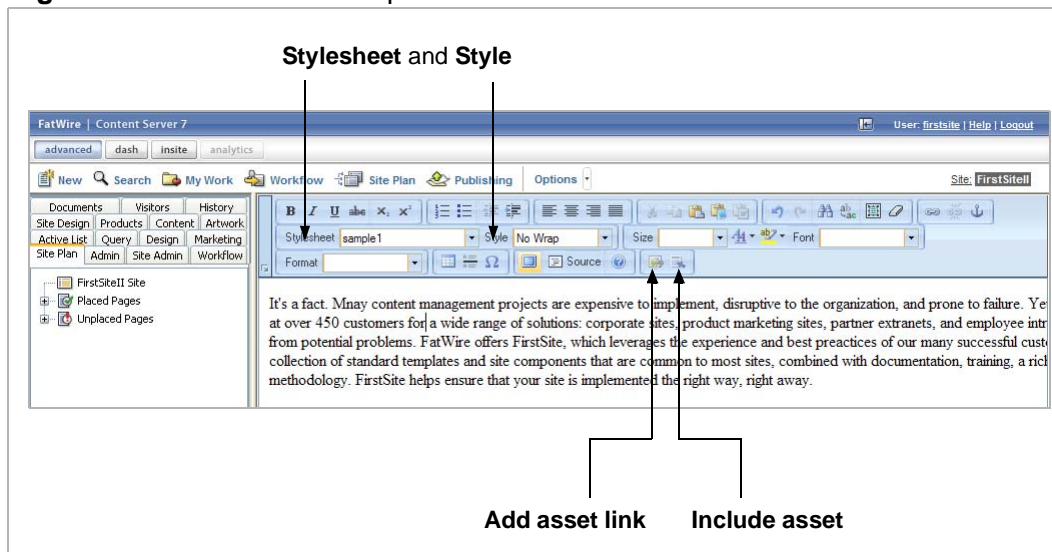 Stylesheet and Style
FatWire | Content Server 7
User: firstsite | Help | Logout
advanced dash insite analytics
New Search My Work Workflow Site Plan Publishing Options
Site: FirstSiteII
Documents Visitors History
Site Design Products Content Artwork
Active List Query Design Marketing
Site Plan Admin Site Admin Workflow
FirstSiteII Site
Placed Pages
Unplaced Pages
B I U abc X₂ X²
Stylesheet sample1 Style No Wrap Size Font
Format Source
It's a fact. Mnay content management projects are expensive to implement, disruptive to the organization, and prone to failure. Ye
at over 450 customers for a wide range of solutions: corporate sites, product marketing sites, partner extranets, and employee intr
from potential problems. FatWire offers FirstSite, which leverages the experience and best preactices of our many successful cust
collection of standard templates and site components that are common to most sites, combined with documentation, training, a rich
methodology. FirstSite helps ensure that your site is implemented the right way, right away.
Add asset link Include asset